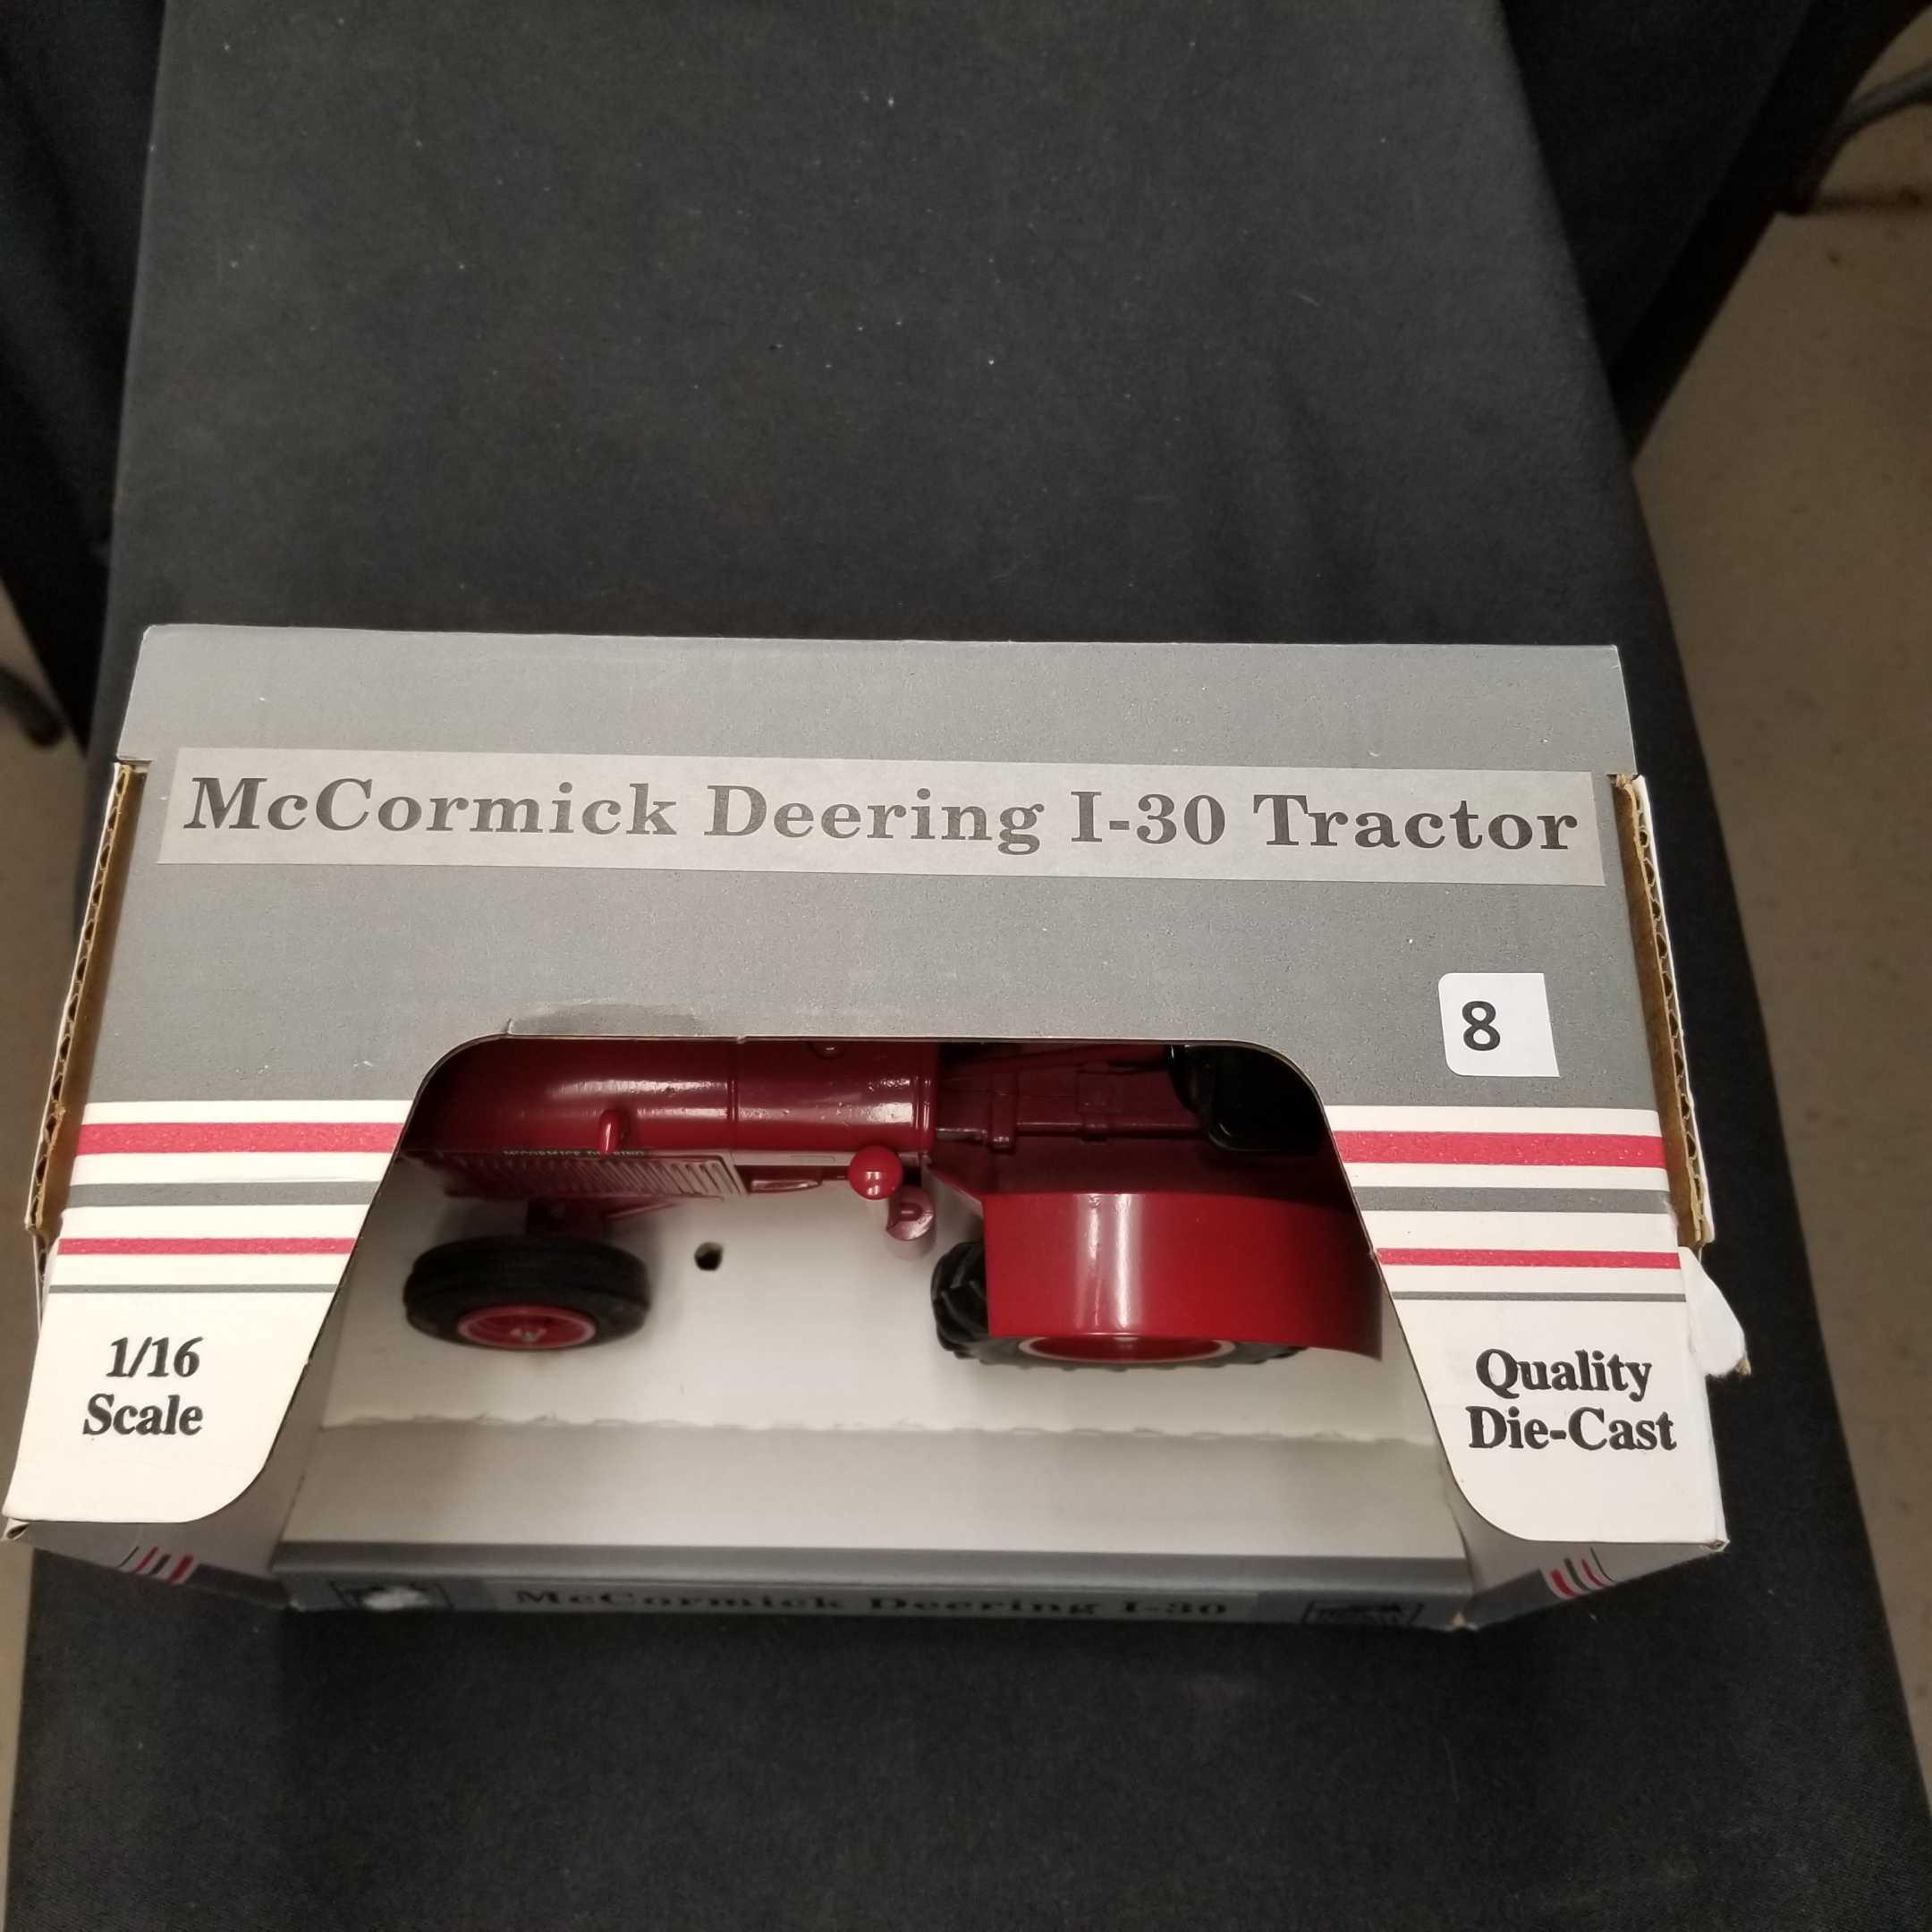 McCormick Deering I-30 Tractor
8
1/16
Scale
Quality
Die-Cast
McCormick Deering I-30